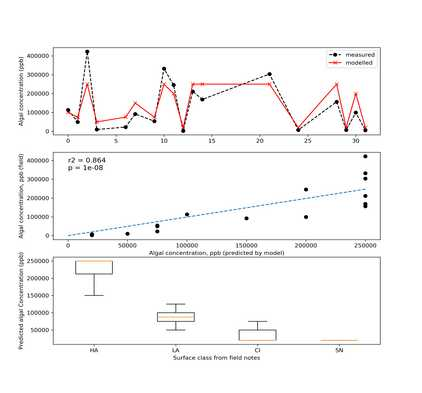 400000
300000
200000
100000
0
Algal concentration (ppb)
measured
modelled
0 5 10 15 20 25 30
400000
300000
200000
100000
0
Algal concentration, ppb (field)
r2 = 0.864
p = 1e-08
0 50000 100000 150000 200000 250000
Algal concentration, ppb (predicted by model)
250000
200000
150000
100000
50000
Predicted algal Concentration (ppb)
HA LA CI SN
Surface class from field notes